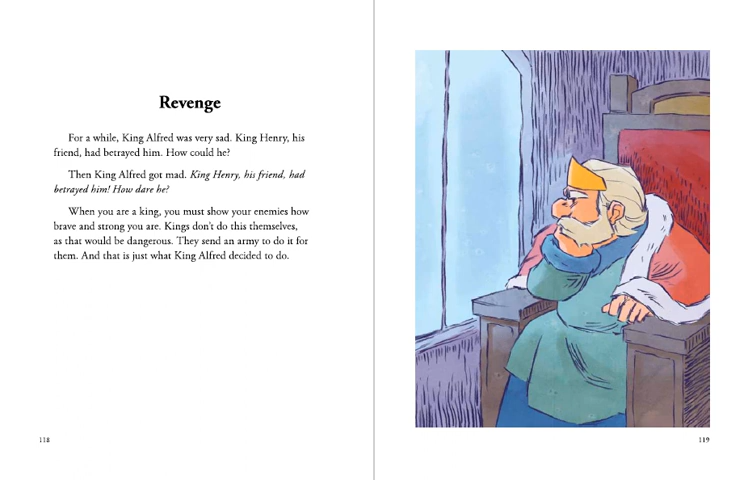 Revenge
For a while, King Alfred was very sad. King Henry, his
friend, had betrayed him. How could he?
Then King Alfred got mad. King Henry, his friend, had
betrayed him! How dare he?
When you are a king, you must show your enemies how
brave and strong you are. Kings don't do this themselves,
as that would be dangerous. They send an army to do it for
them. And that is just what King Alfred decided to do.
118
119